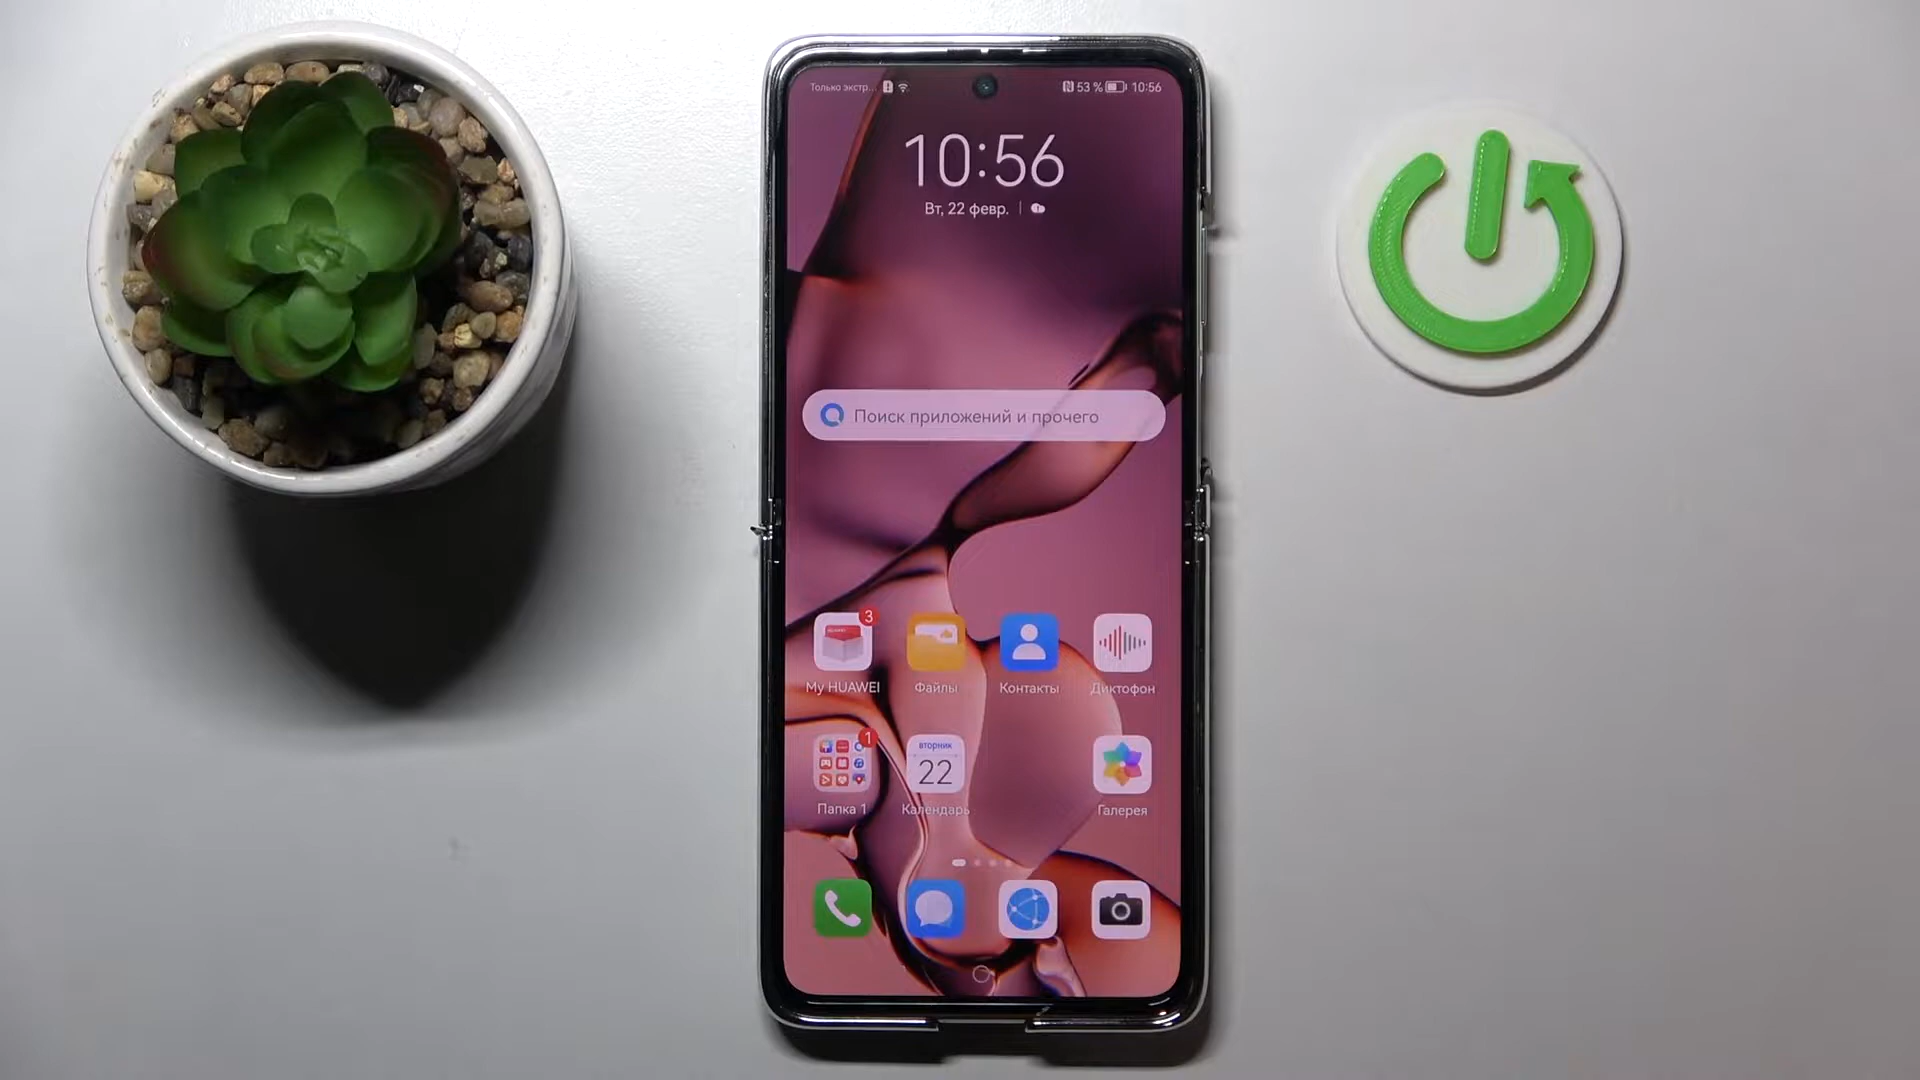 Только экстр...
53 %
10:56
10:56
Вт, 22 февр.
Поиск приложений и прочего
3
My HUAWEI
Файлы
Контакты
Диктофон
1
вторник
22
Папка 1
Календарь
Галерея